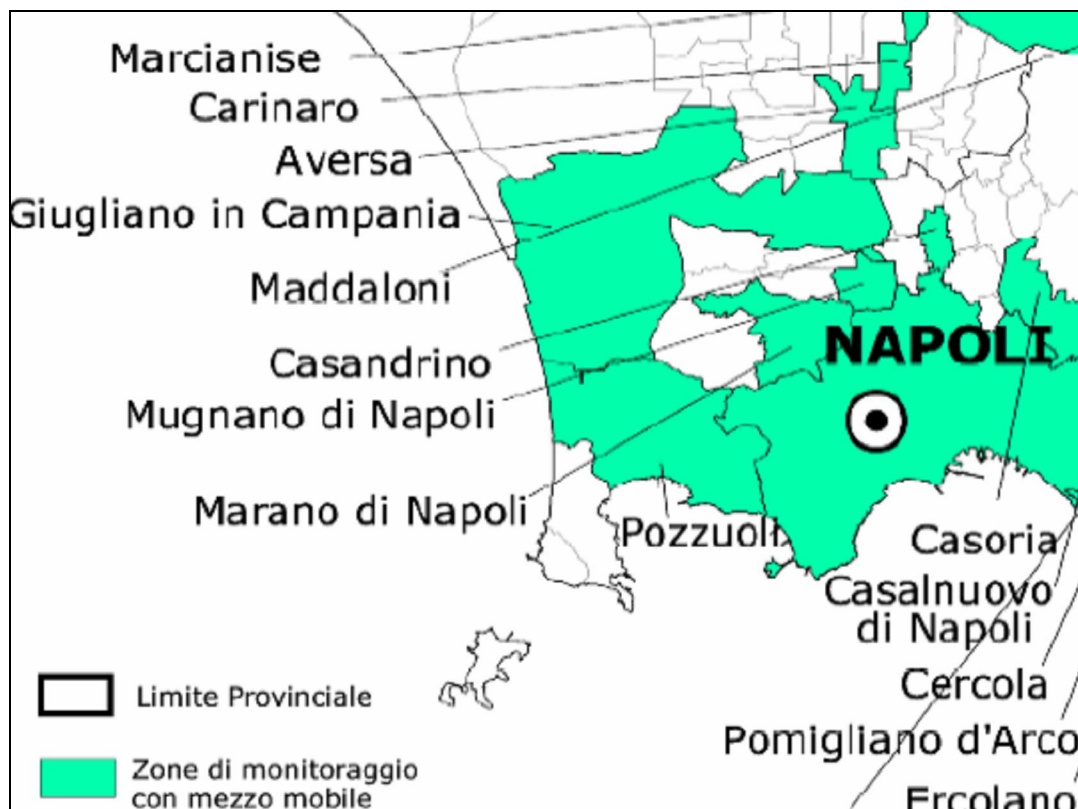 Marcianise
Carinaro
Aversa
Giugliano in Campania
Maddaloni
Casandrino
NAPOLI
Mugnano di Napoli
Marano di Napoli
Pozzuoli
Casoria
Casalnuovo
di Napoli
Cercola
Pomigliano d'Arco
Ercolano
Limite Provinciale
Zone di monitoraggio
con mezzo mobile